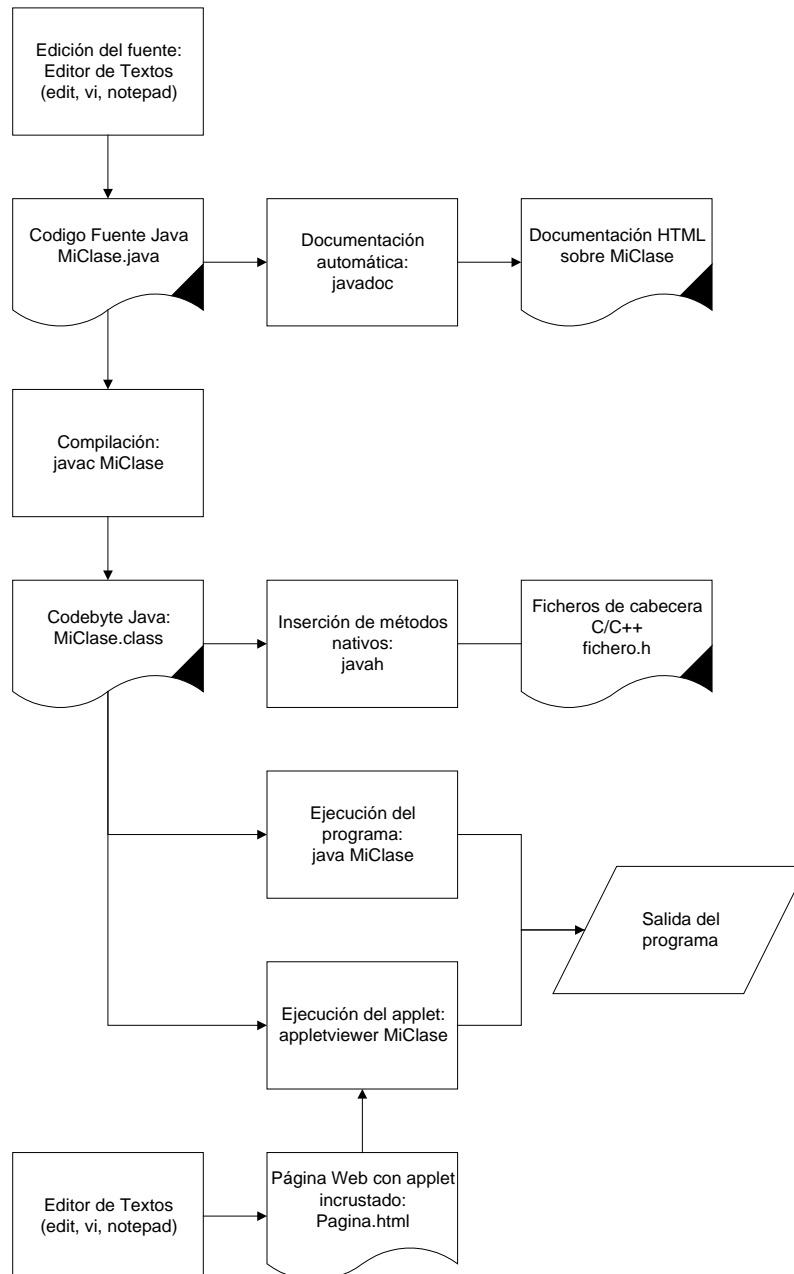 Edición del fuente:
Editor de Textos
(edit, vi, notepad)
Codigo Fuente Java
MiClase.java
Documentación
automática:
javadoc
Documentación HTML
sobre MiClase
Compilación:
javac MiClase
Codebyte Java:
MiClase.class
Inserción de métodos
nativos:
javah
Ficheros de cabecera
C/C++
fichero.h
Ejecución del
programa:
java MiClase
Salida del
programa
Ejecución del applet:
appletviewer MiClase
Editor de Textos
(edit, vi, notepad)
Página Web con applet
incrustado:
Pagina.html